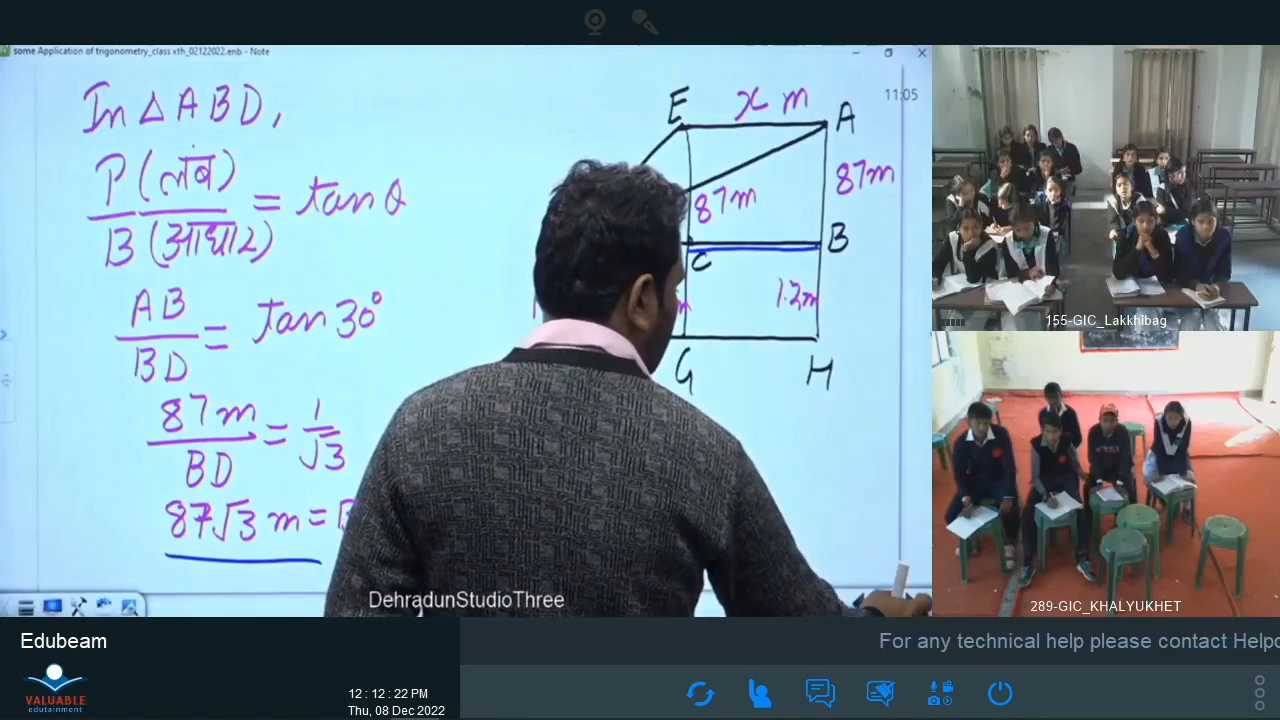 some Application of trigonometry_class xth_02122022.enb - Note
11:05
In △ ABD,
P (लंब)
B (आधार)
= tan θ
AB
BD
= tan 30°
87 m
BD
= 1
√3
87√3 m =
E
x m
A
87m
87m
B
C
1.2m
m
G
H
DehradunStudioThree
155-GIC_Lakkhibag
289-GIC_KHALYUKHET
Edubeam
For any technical help please contact Helpd
VALUABLE
edutainment
12 : 12 : 22 PM
Thu, 08 Dec 2022